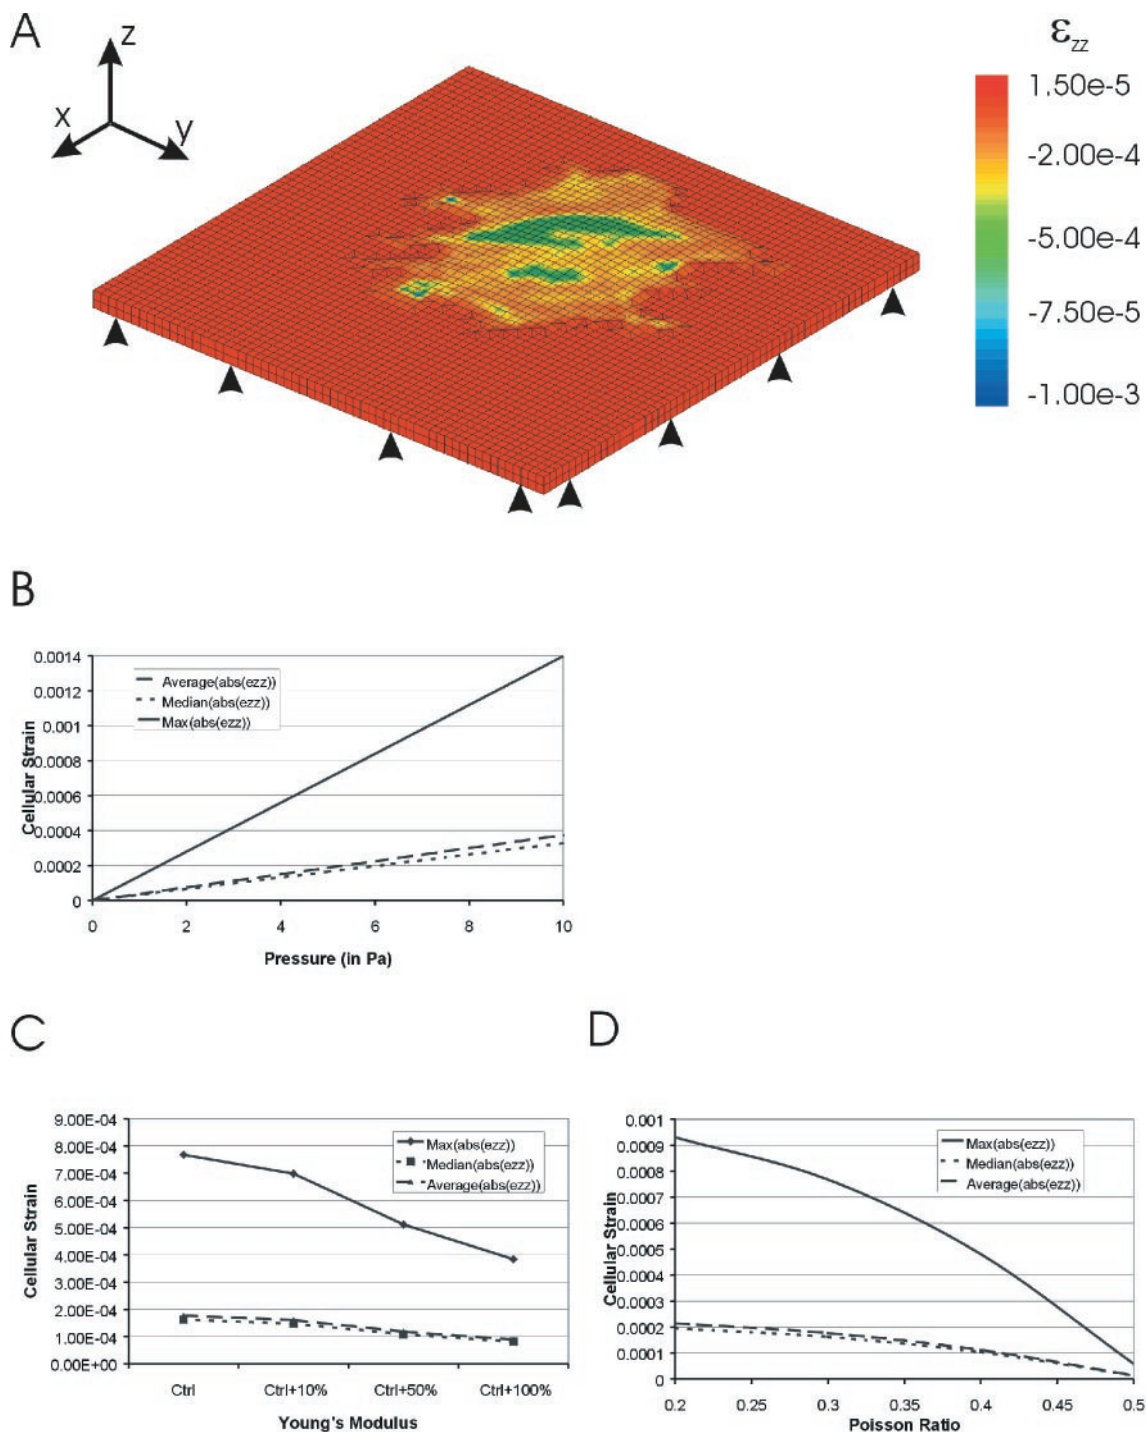 A
z
x
y
ε_zz
1.50e-5
-2.00e-4
-5.00e-4
-7.50e-5
-1.00e-3
B
Cellular Strain
0.0014
0.0012
0.001
0.0008
0.0006
0.0004
0.0002
0
Average(abs(ezz))
Median(abs(ezz))
Max(abs(ezz))
0 2 4 6 8 10
Pressure (in Pa)
C
Cellular Strain
9.00E-04
8.00E-04
7.00E-04
6.00E-04
5.00E-04
4.00E-04
3.00E-04
2.00E-04
1.00E-04
0.00E+00
Max(abs(ezz))
Median(abs(ezz))
Average(abs(ezz))
Ctrl Ctrl+10% Ctrl+50% Ctrl+100%
Young's Modulus
D
Cellular Strain
0.001
0.0009
0.0008
0.0007
0.0006
0.0005
0.0004
0.0003
0.0002
0.0001
0
Max(abs(ezz))
Median(abs(ezz))
Average(abs(ezz))
0.2 0.25 0.3 0.35 0.4 0.45 0.5
Poisson Ratio